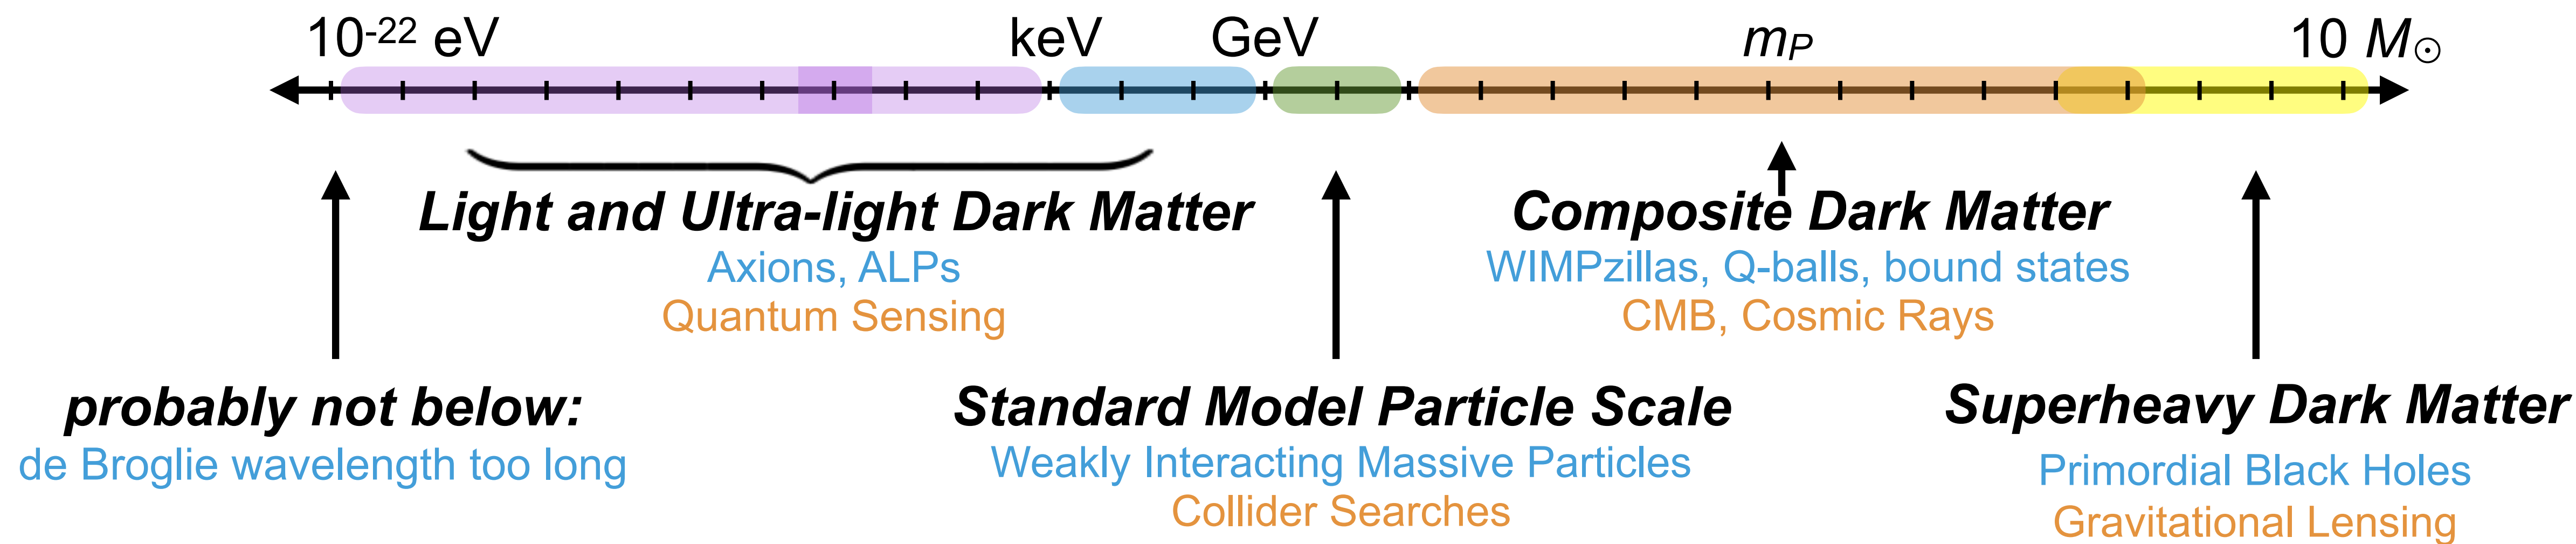 10⁻²² eV keV GeV mP 10 M☉
Light and Ultra-light Dark Matter
Axions, ALPs
Quantum Sensing
Composite Dark Matter
WIMPzillas, Q-balls, bound states
CMB, Cosmic Rays
probably not below:
de Broglie wavelength too long
Standard Model Particle Scale
Weakly Interacting Massive Particles
Collider Searches
Superheavy Dark Matter
Primordial Black Holes
Gravitational Lensing